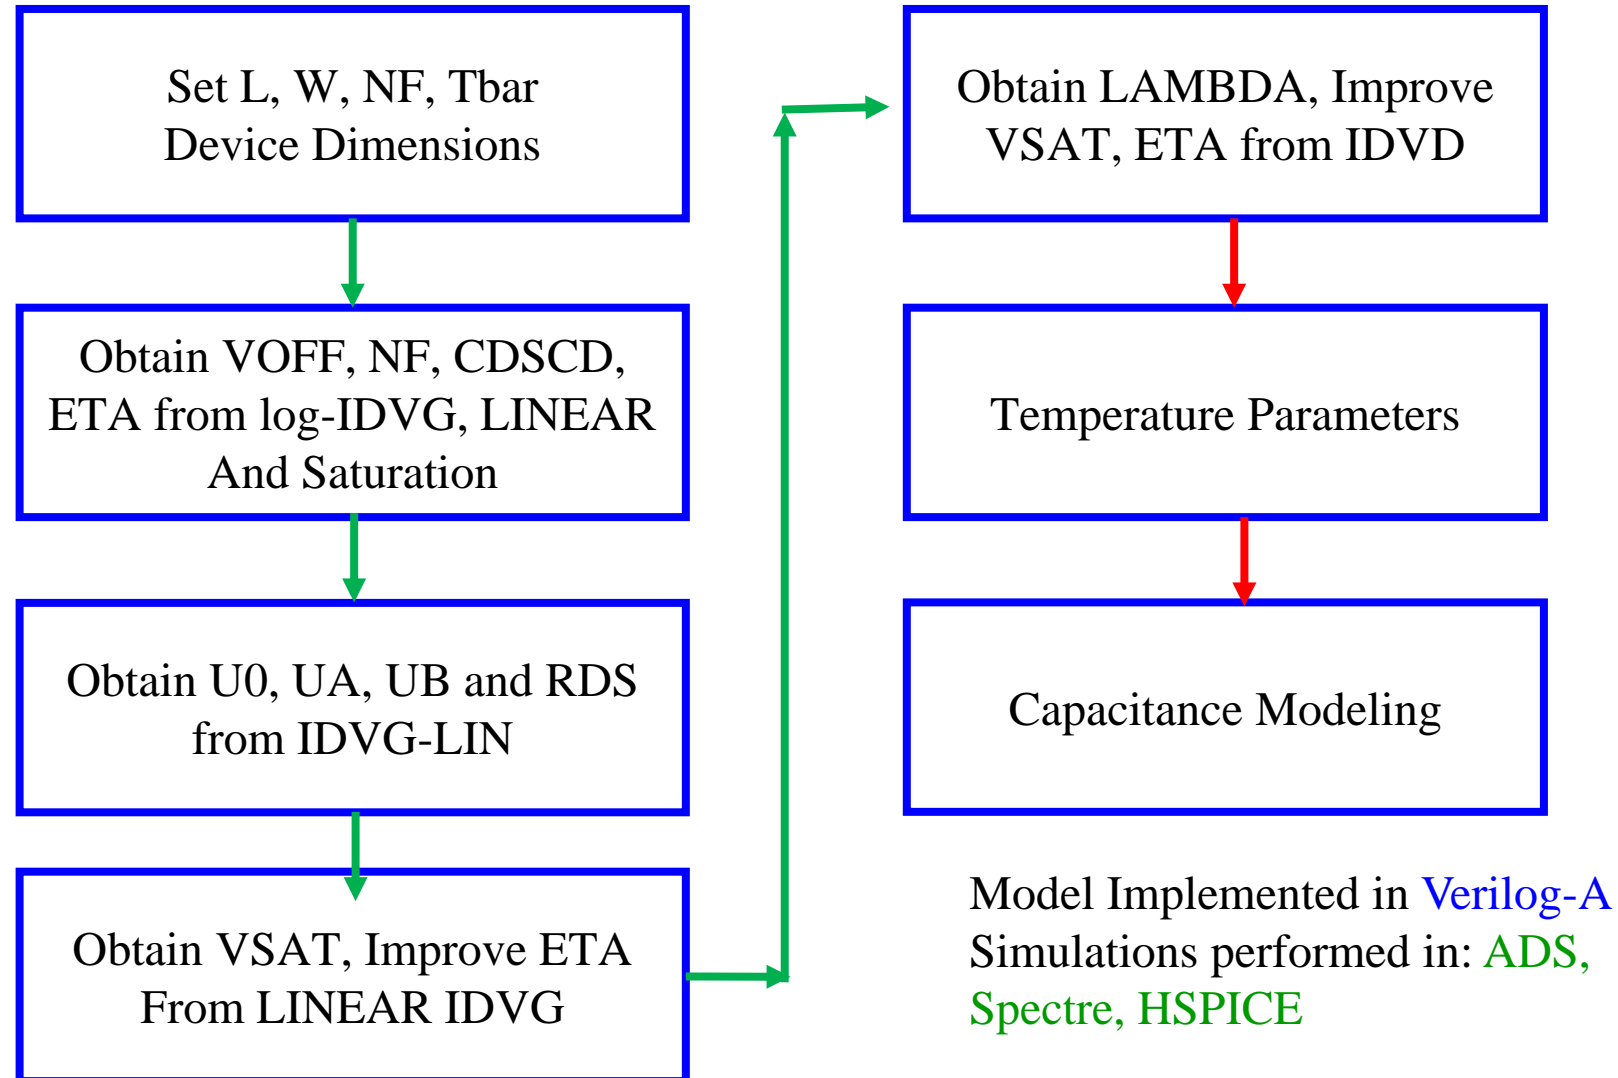 Set L, W, NF, Tbar
Device Dimensions
Obtain VOFF, NF, CDSCD,
ETA from log-IDVG, LINEAR
And Saturation
Obtain U0, UA, UB and RDS
from IDVG-LIN
Obtain VSAT, Improve ETA
From LINEAR IDVG
Obtain LAMBDA, Improve
VSAT, ETA from IDVD
Temperature Parameters
Capacitance Modeling
Model Implemented in Verilog-A
Simulations performed in: ADS,
Spectre, HSPICE